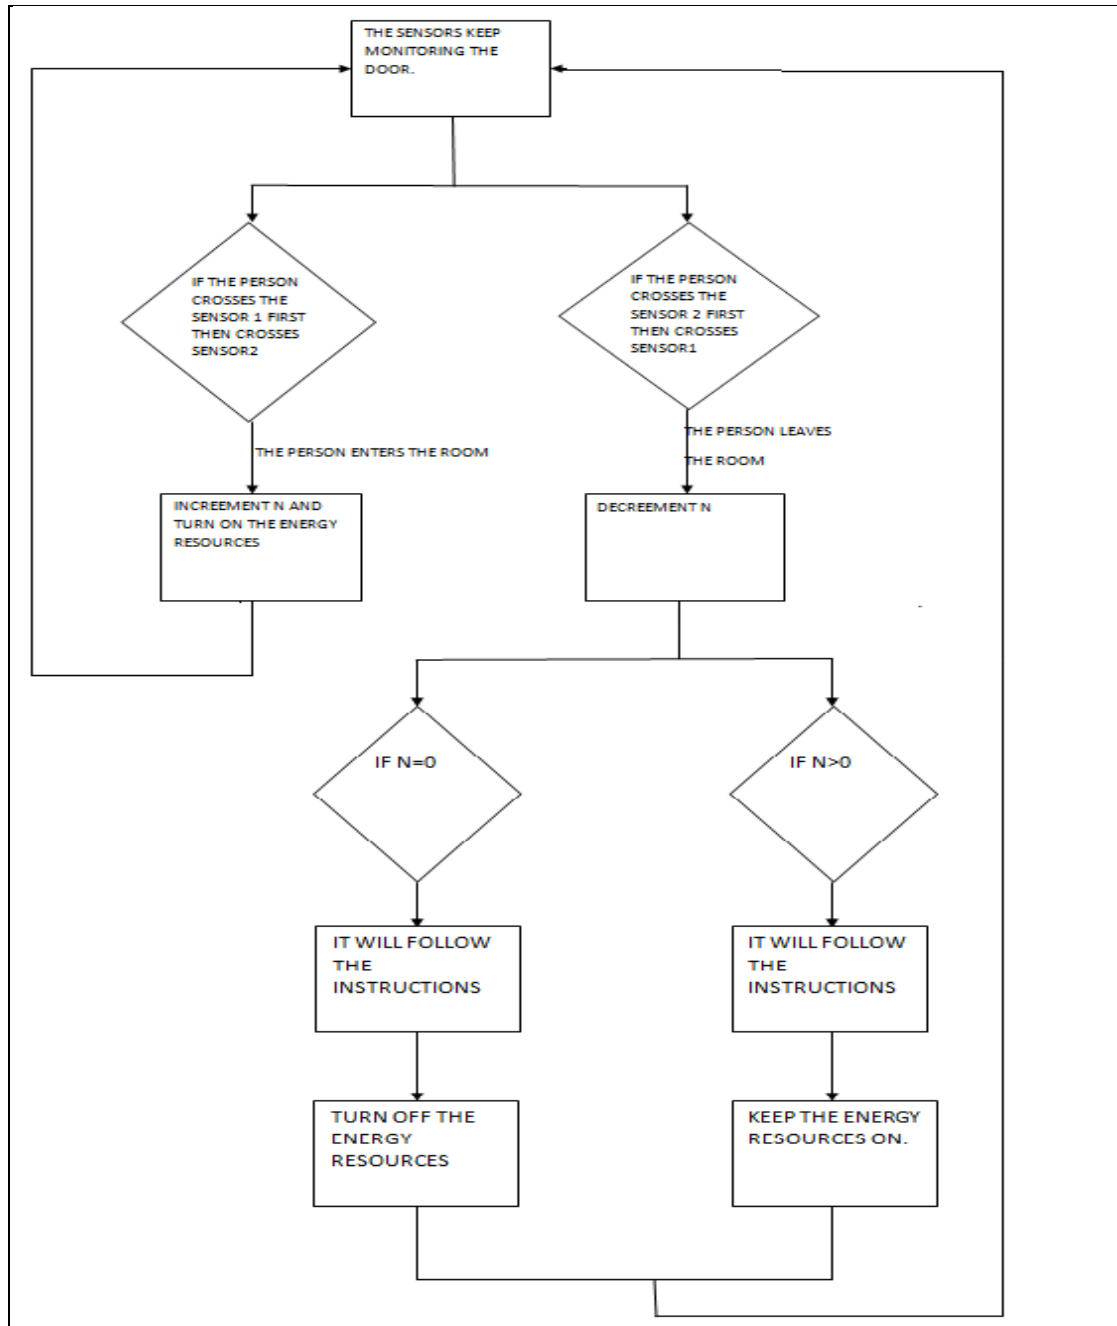 THE SENSORS KEEP
MONITORING THE
DOOR.
IF THE PERSON
CROSSES THE
SENSOR 1 FIRST
THEN CROSSES
SENSOR2
IF THE PERSON
CROSSES THE
SENSOR 2 FIRST
THEN CROSSES
SENSOR1
THE PERSON ENTERS THE ROOM
THE PERSON LEAVES
THE ROOM
INCREEMENT N AND
TURN ON THE ENERGY
RESOURCES
DECREEMENT N
IF N=0
IF N>0
IT WILL FOLLOW
THE
INSTRUCTIONS
IT WILL FOLLOW
THE
INSTRUCTIONS
TURN OFF THE
ENERGY
RESOURCES
KEEP THE ENERGY
RESOURCES ON.